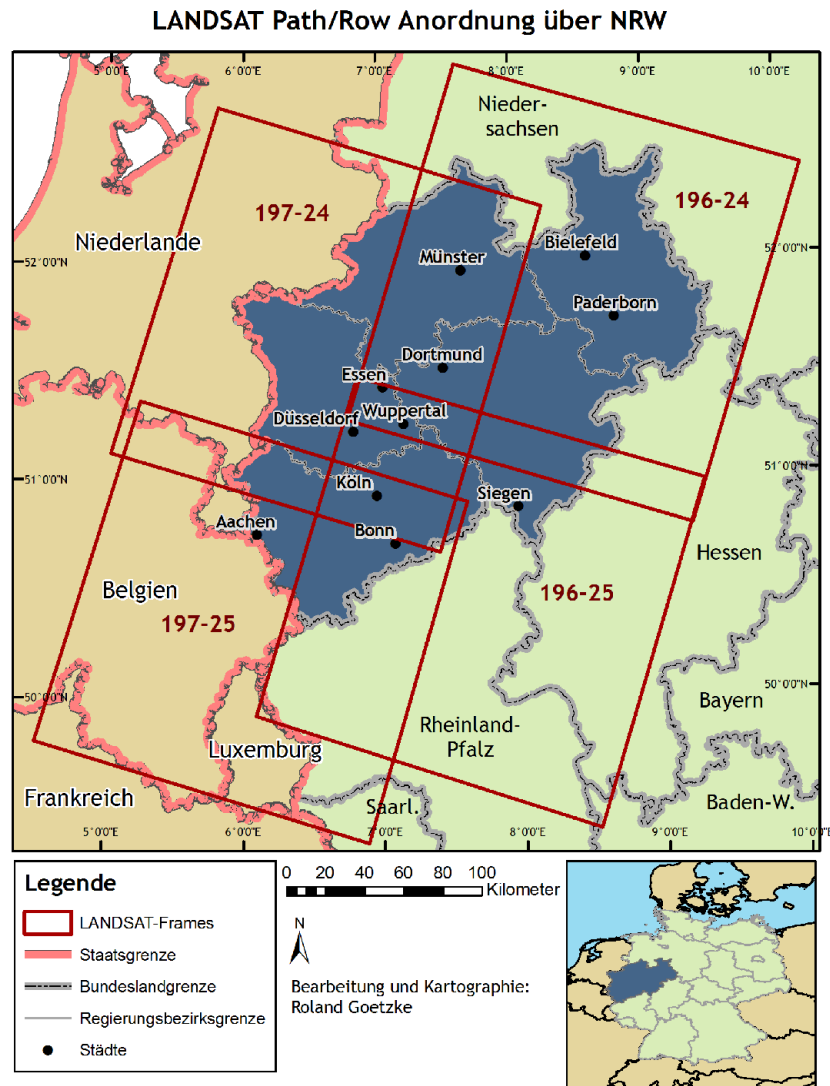 LANDSAT Path/Row Anordnung über NRW
5°0'0"E
6°0'0"E
7°0'0"E
8°0'0"E
9°0'0"E
10°0'0"E
Nieder-
sachsen
197-24
196-24
Niederlande
Bielefeld
Münster
52°0'0"N
52°0'0"N
Paderborn
Dortmund
Essen
Düsseldorf
Wuppertal
51°0'0"N
51°0'0"N
Köln
Siegen
Aachen
Bonn
Hessen
Belgien
196-25
197-25
50°0'0"N
50°0'0"N
Bayern
Rheinland-
Pfalz
Luxemburg
Frankreich
Saarl.
Baden-W.
5°0'0"E
6°0'0"E
7°0'0"E
8°0'0"E
9°0'0"E
10°0'0"E
Legende
LANDSAT-Frames
Staatsgrenze
Bundeslandgrenze
Regierungsbezirksgrenze
Städte
0 20 40 60 80 100
Kilometer
N
Bearbeitung und Kartographie:
Roland Goetzke